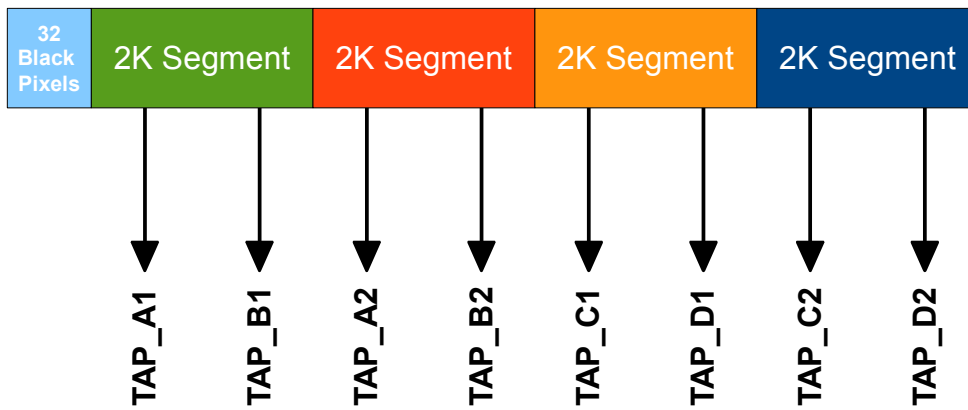 32
Black
Pixels
2K Segment
2K Segment
2K Segment
2K Segment
TAP_A1
TAP_B1
TAP_A2
TAP_B2
TAP_C1
TAP_D1
TAP_C2
TAP_D2